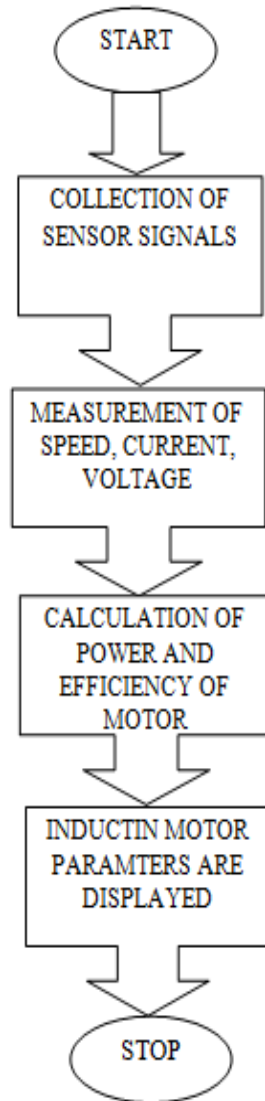 START
COLLECTION OF
SENSOR SIGNALS
MEASUREMENT OF
SPEED, CURRENT,
VOLTAGE
CALCULATION OF
POWER AND
EFFICIENCY OF
MOTOR
INDUCTIN MOTOR
PARAMTERS ARE
DISPLAYED
STOP